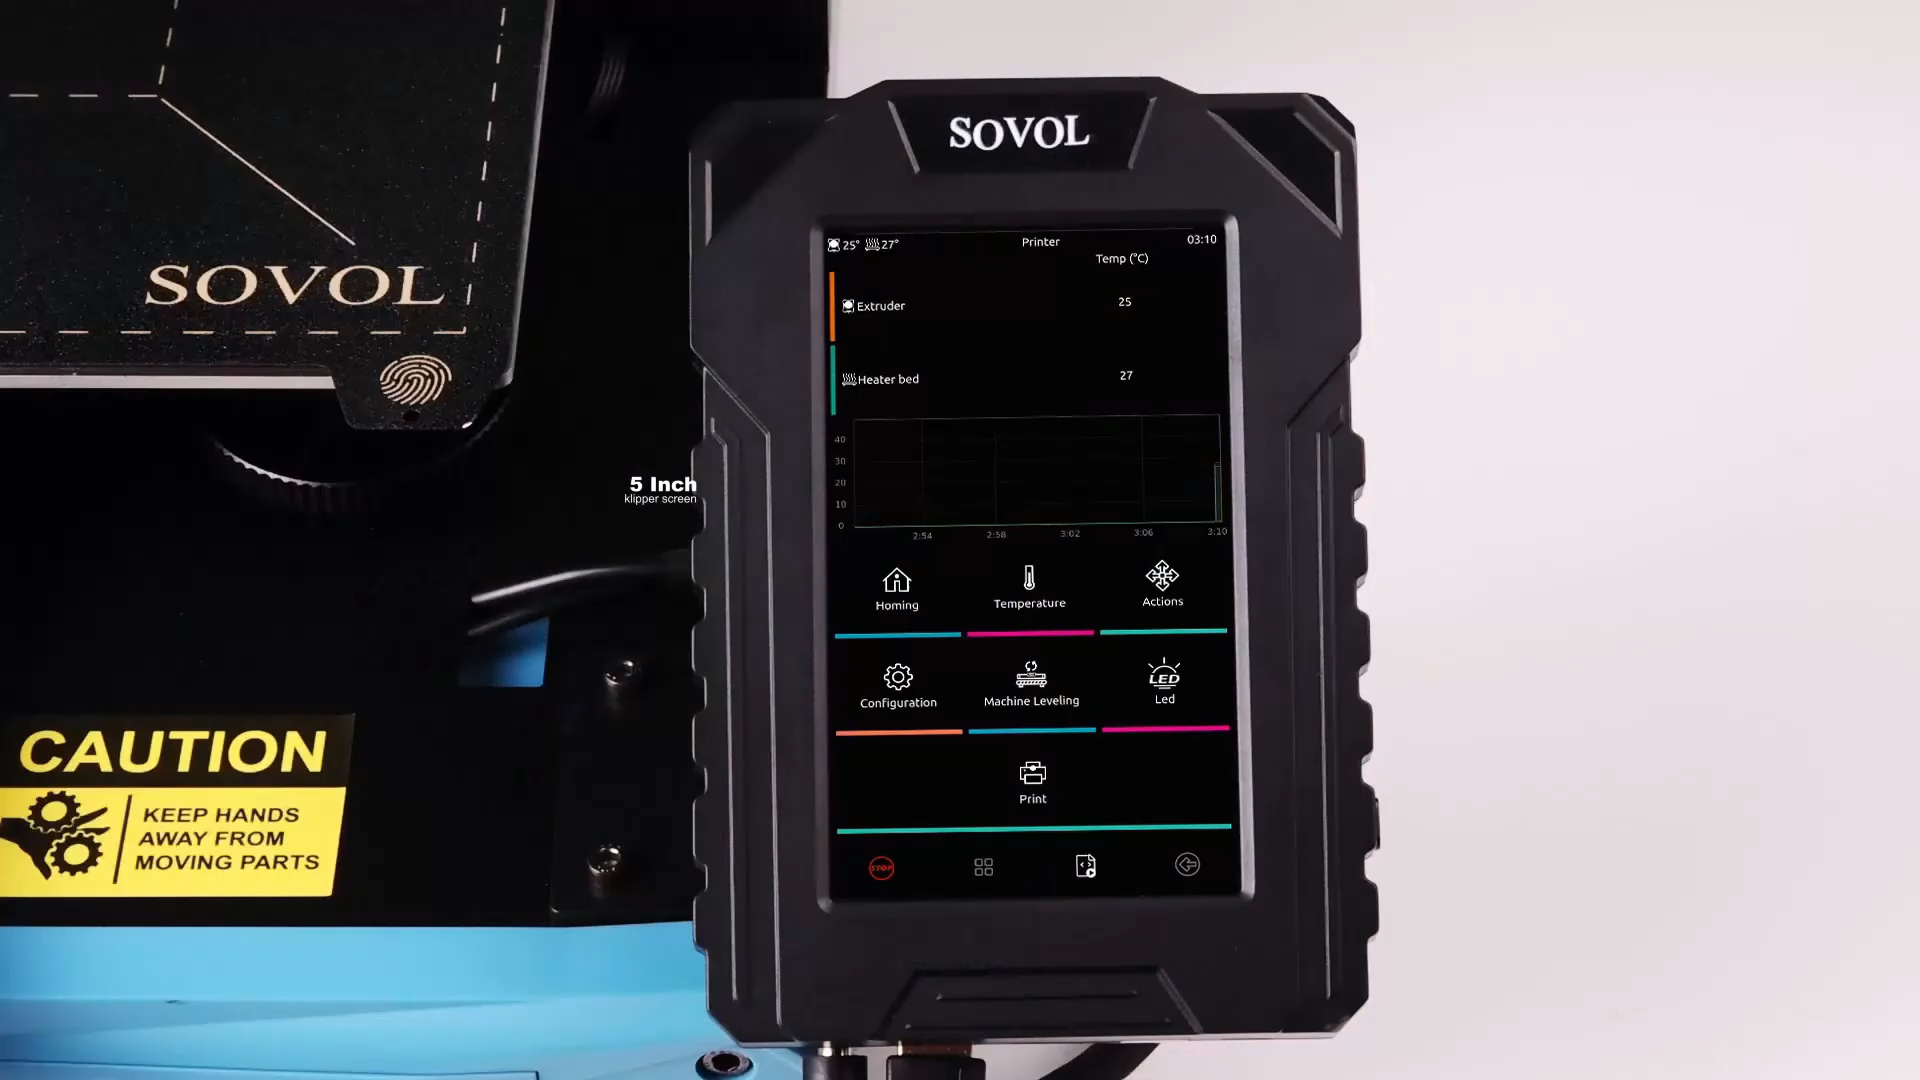 SOVOL
SOVOL
25° 27°
Printer
03:10
Temp (°C)
Extruder
25
Heater bed
27
40
30
20
10
0
2:54
2:58
3:02
3:06
3:10
5 Inch
klipper screen
Homing
Temperature
Actions
Configuration
Machine Leveling
LED
Led
Print
STOP
CAUTION
KEEP HANDS
AWAY FROM
MOVING PARTS